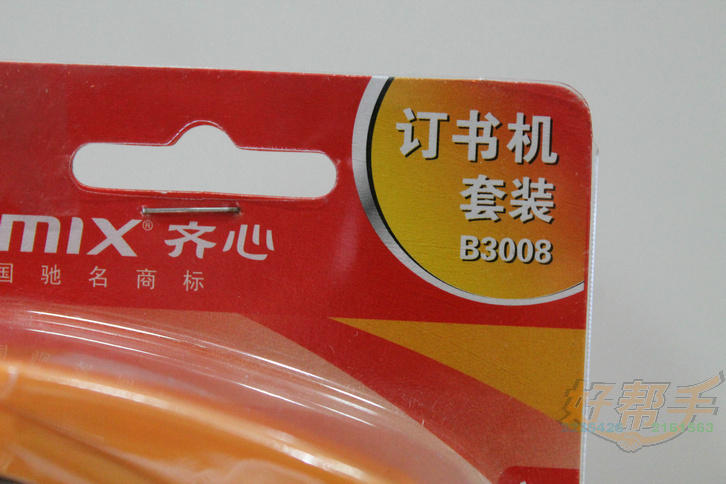 订书机
套装
B3008
mix® 齐心
国驰名商标
好帮手